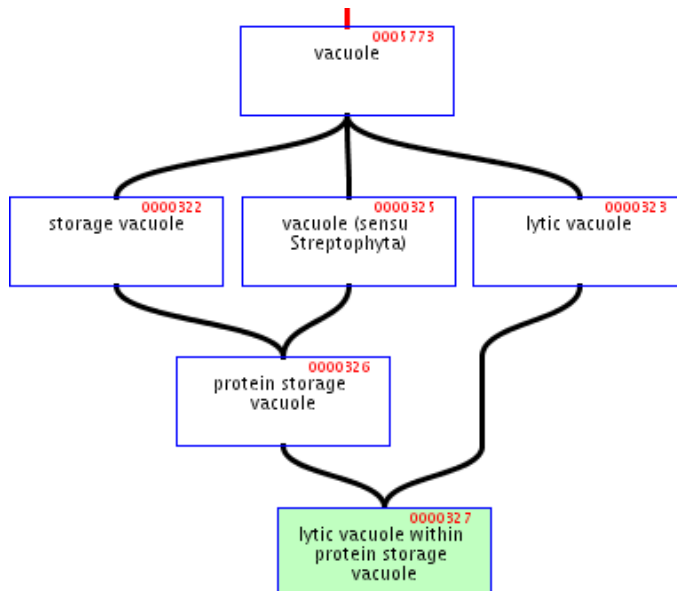 0005773
vacuole
0000322
storage vacuole
0000325
vacuole (sensu
Streptophyta)
0000323
lytic vacuole
0000326
protein storage
vacuole
0000327
lytic vacuole within
protein storage
vacuole